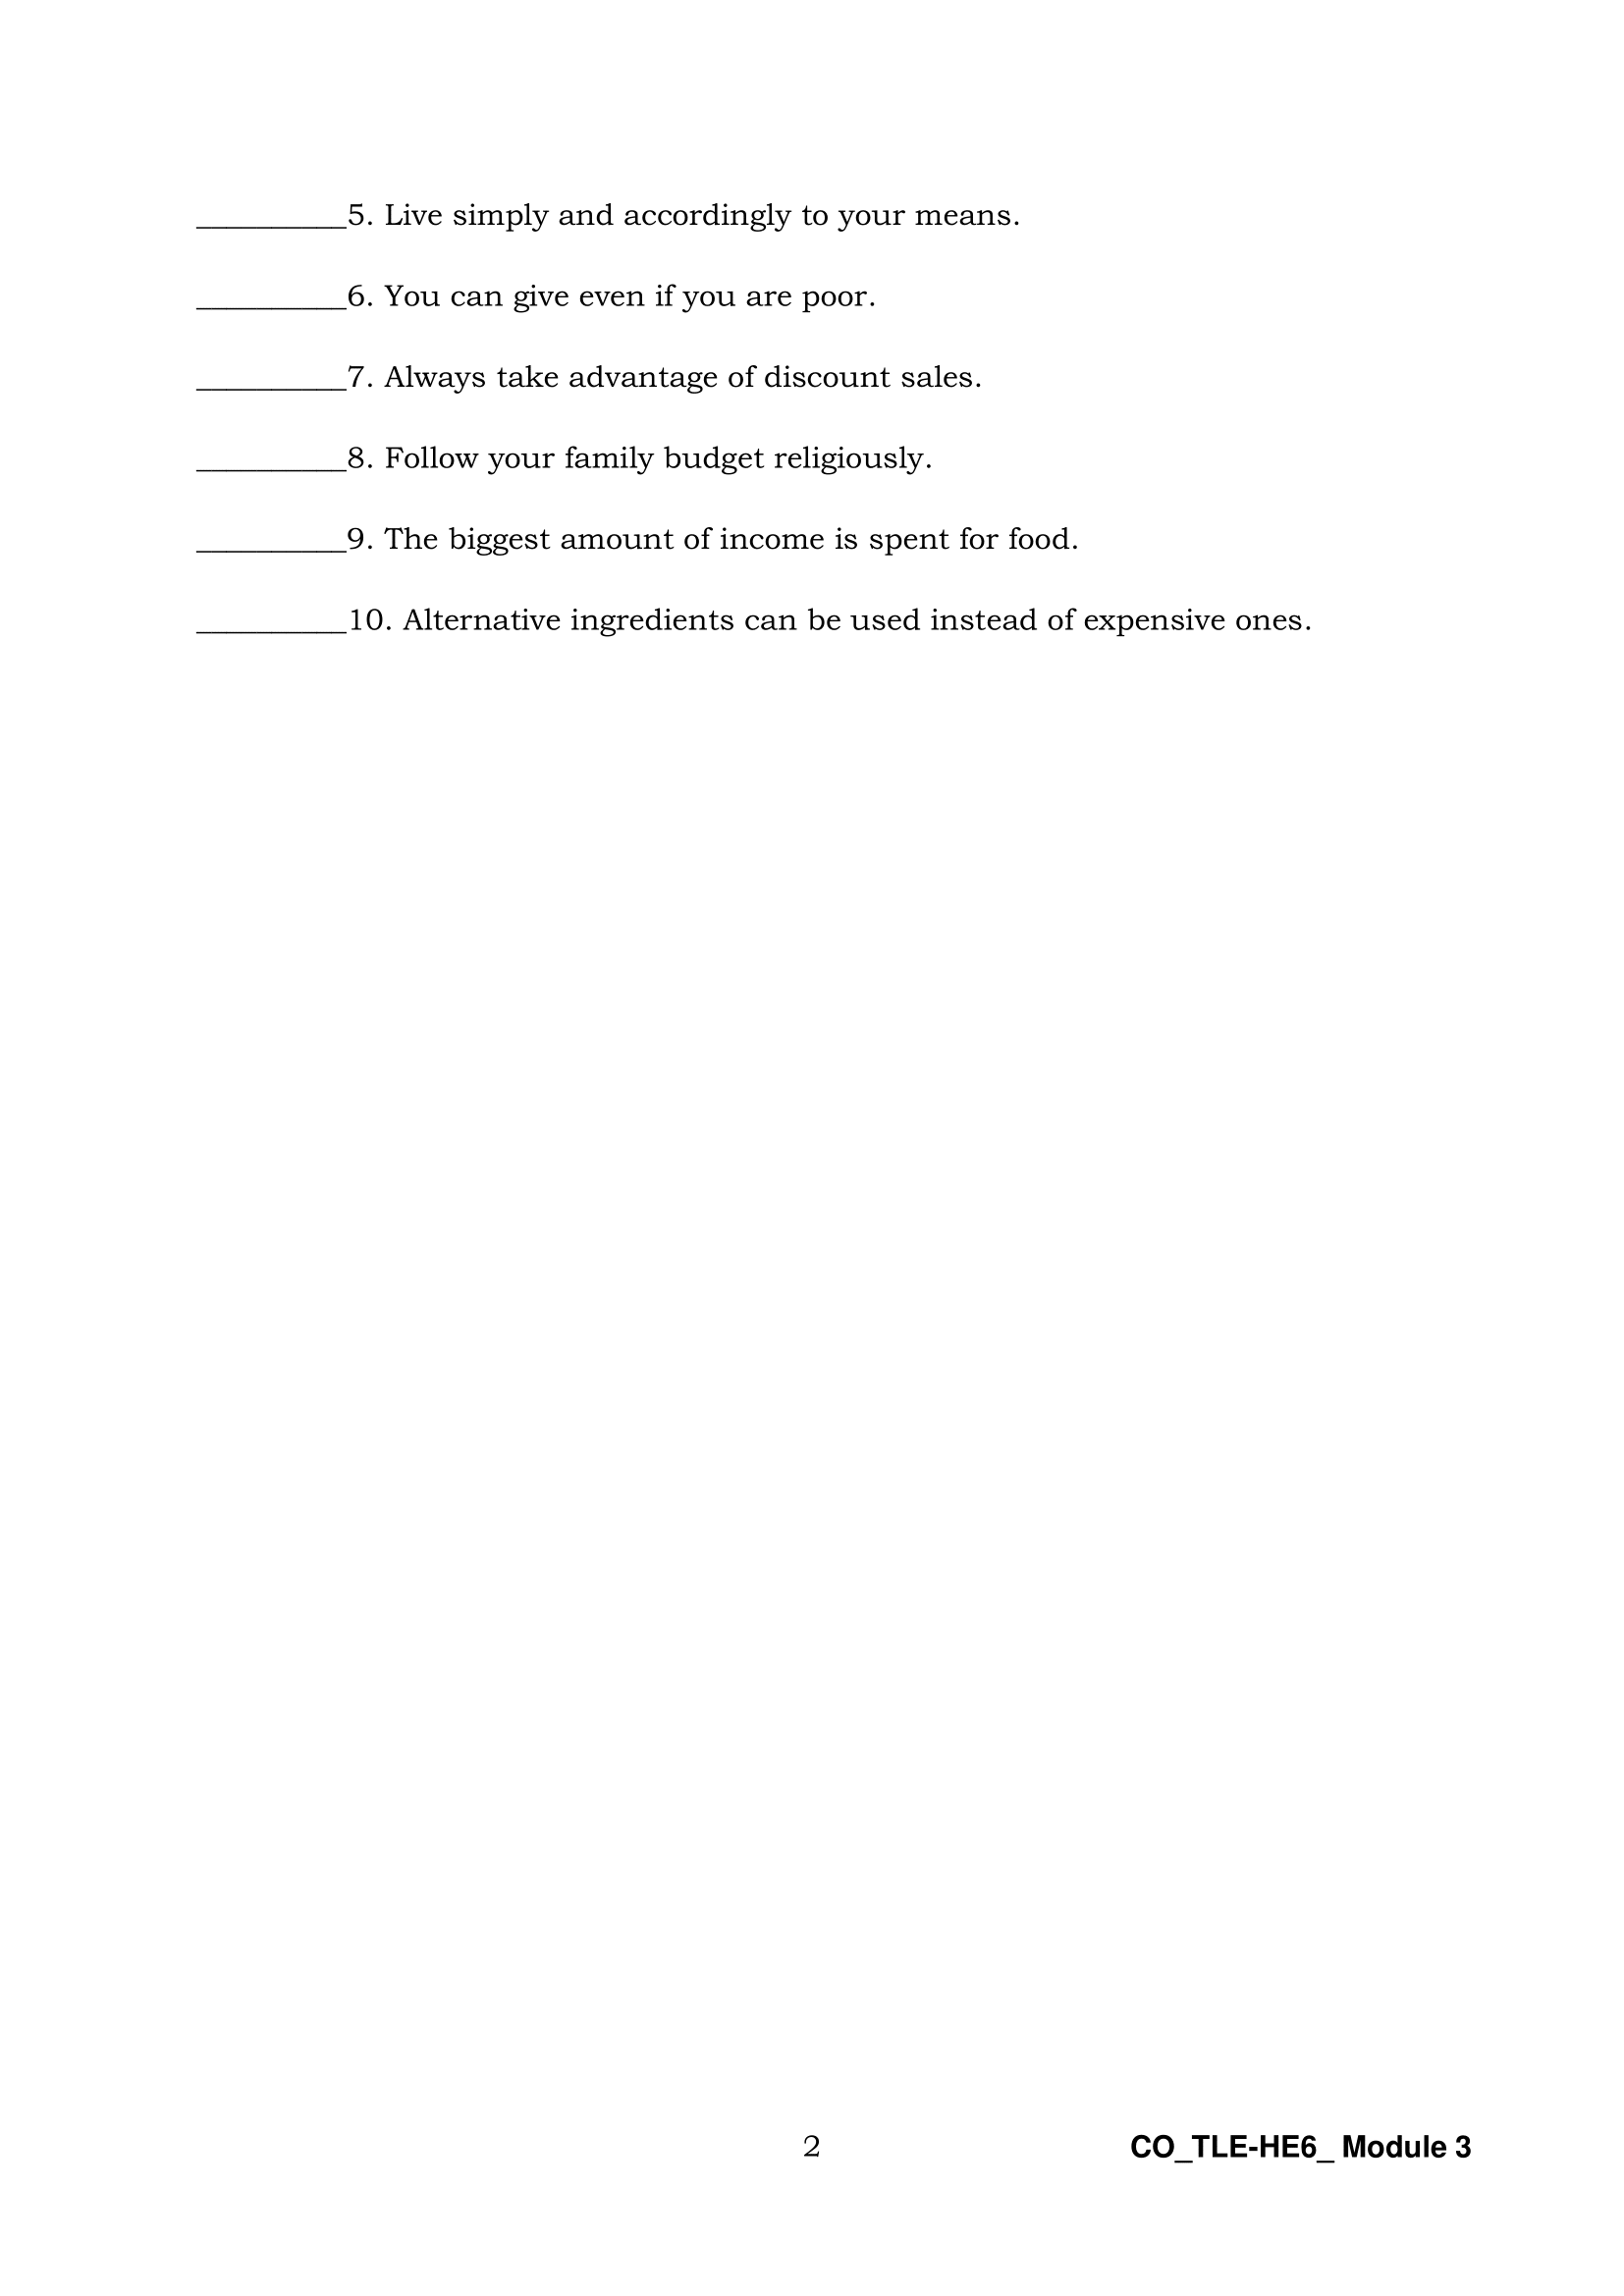 __________5. Live simply and accordingly to your means.
__________6. You can give even if you are poor.
__________7. Always take advantage of discount sales.
__________8. Follow your family budget religiously.
__________9. The biggest amount of income is spent for food.
__________10. Alternative ingredients can be used instead of expensive ones.
2 CO_TLE-HE6_ Module 3